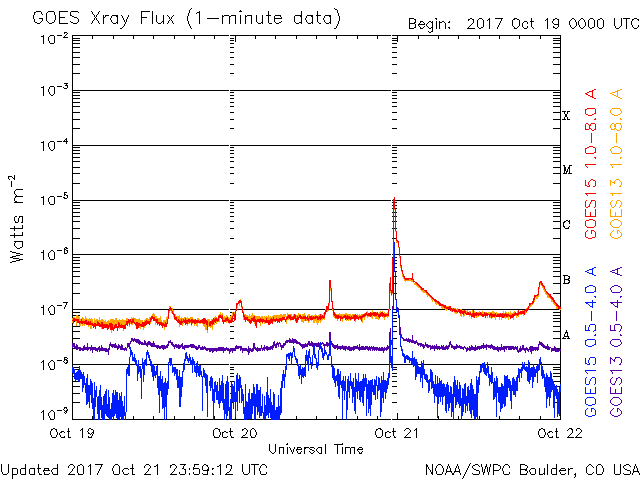 GOES Xray Flux (1-minute data)
Begin: 2017 Oct 19 0000 UTC
10-2
10-3
10-4
10-5
10-6
10-7
10-8
10-9
Watts m-2
X
M
C
B
A
GOES15 1.0-8.0 A
GOES13 1.0-8.0 A
GOES15 0.5-4.0 A
GOES13 0.5-4.0 A
Oct 19
Oct 20
Oct 21
Oct 22
Universal Time
Updated 2017 Oct 21 23:59:12 UTC
NOAA/SWPC Boulder, CO USA